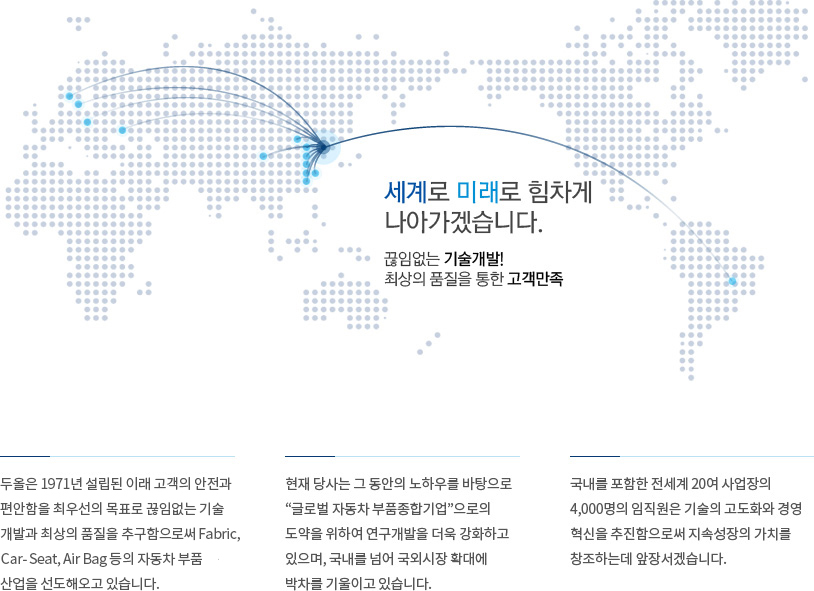 세계로 미래로 힘차게
나아가겠습니다.
끊임없는 기술개발!
최상의 품질을 통한 고객만족
두올은 1971년 설립된 이래 고객의 안전과
편안함을 최우선의 목표로 끊임없는 기술
개발과 최상의 품질을 추구함으로써 Fabric,
Car- Seat, Air Bag 등의 자동차 부품
산업을 선도해오고 있습니다.
현재 당사는 그 동안의 노하우를 바탕으로
“글로벌 자동차 부품종합기업”으로의
도약을 위하여 연구개발을 더욱 강화하고
있으며, 국내를 넘어 국외시장 확대에
박차를 기울이고 있습니다.
국내를 포함한 전세계 20여 사업장의
4,000명의 임직원은 기술의 고도화와 경영
혁신을 추진함으로써 지속성장의 가치를
창조하는데 앞장서겠습니다.